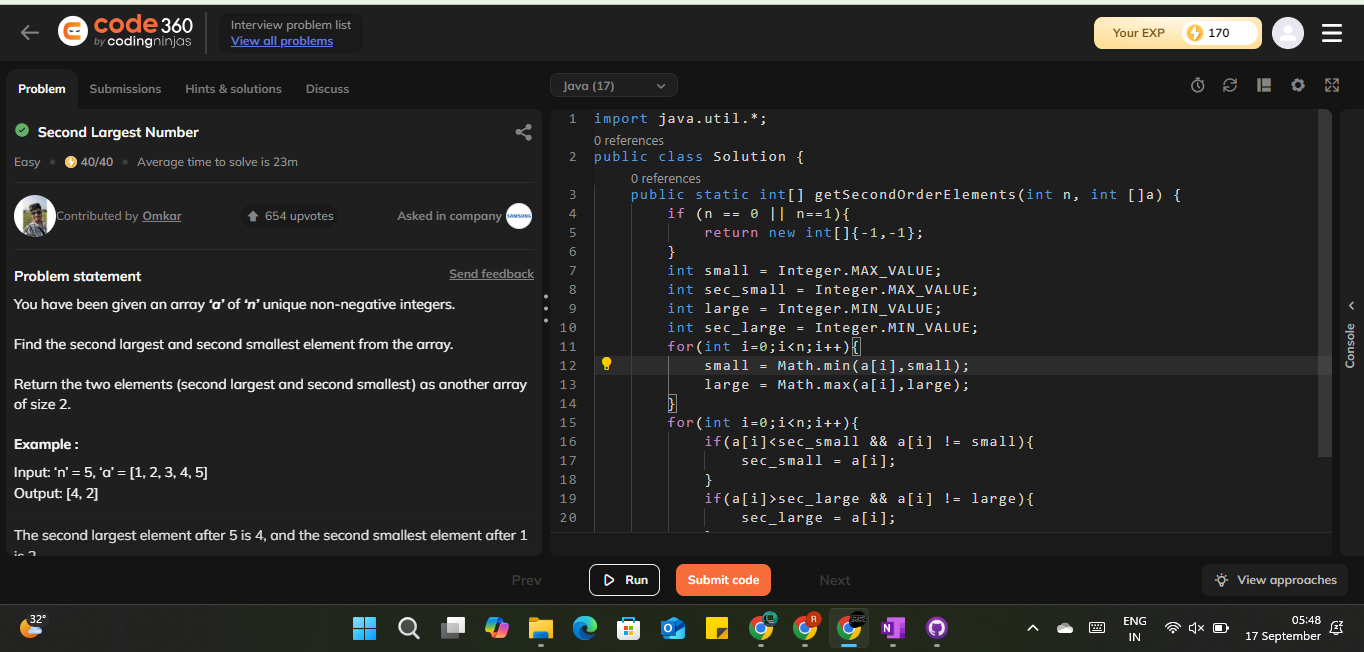 code 360
by codingninjas
Interview problem list
View all problems
Your EXP 170
Problem Submissions Hints & solutions Discuss
Java (17)
Second Largest Number
Easy 40/40 Average time to solve is 23m
Contributed by Omkar
654 upvotes
Asked in company SAMSUNG
Problem statement
Send feedback
You have been given an array ‘a’ of ‘n’ unique non-negative integers.
Find the second largest and second smallest element from the array.
Return the two elements (second largest and second smallest) as another array
of size 2.
Example :
Input: ‘n’ = 5, ‘a’ = [1, 2, 3, 4, 5]
Output: [4, 2]
The second largest element after 5 is 4, and the second smallest element after 1
is 2
1 import java.util.*;
0 references
2 public class Solution {
0 references
3 public static int[] getSecondOrderElements(int n, int []a) {
4 if (n == 0 || n==1){
5 return new int[]{-1,-1};
6 }
7 int small = Integer.MAX_VALUE;
8 int sec_small = Integer.MAX_VALUE;
9 int large = Integer.MIN_VALUE;
10 int sec_large = Integer.MIN_VALUE;
11 for(int i=0;i<n;i++){
12 small = Math.min(a[i],small);
13 large = Math.max(a[i],large);
14 }
15 for(int i=0;i<n;i++){
16 if(a[i]<sec_small && a[i] != small){
17 sec_small = a[i];
18 }
19 if(a[i]>sec_large && a[i] != large){
20 sec_large = a[i];
Console
Prev
Run
Submit code
Next
View approaches
32°
ENG
IN
05:48
17 September